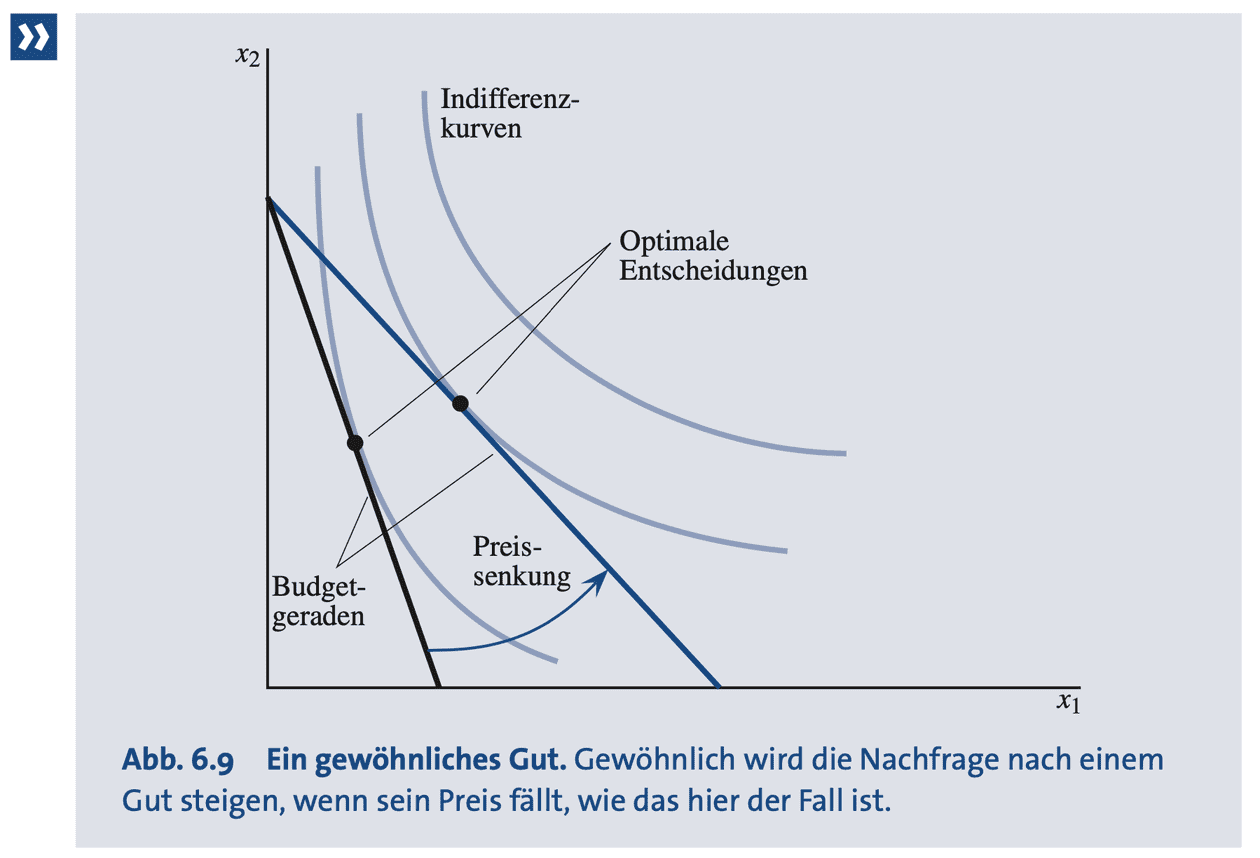 »
x2
Indifferenz-
kurven
Optimale
Entscheidungen
Preis-
senkung
Budget-
geraden
x1
Abb. 6.9 Ein gewöhnliches Gut. Gewöhnlich wird die Nachfrage nach einem
Gut steigen, wenn sein Preis fällt, wie das hier der Fall ist.